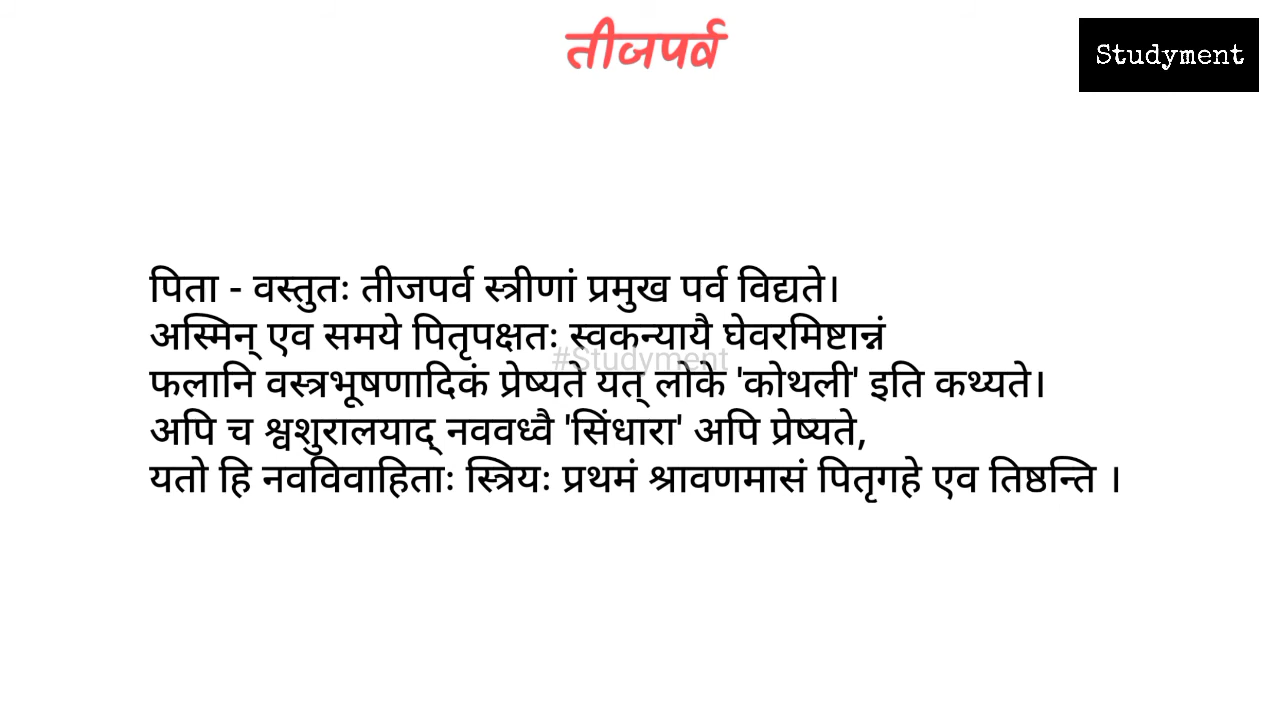 तीजपर्व
Studyment
पिता - वस्तुतः तीजपर्व स्त्रीणां प्रमुख पर्व विद्यते।
अस्मिन् एव समये पितृपक्षतः स्वकन्यायै घेवरमिष्टान्नं
#Studyment
फलानि वस्त्रभूषणादिकं प्रेष्यते यत् लोके 'कोथली' इति कथ्यते।
अपि च श्वशुरालयाद् नववध्वै 'सिंधारा' अपि प्रेष्यते,
यतो हि नवविवाहिताः स्त्रियः प्रथमं श्रावणमासं पितृगहे एव तिष्ठन्ति ।